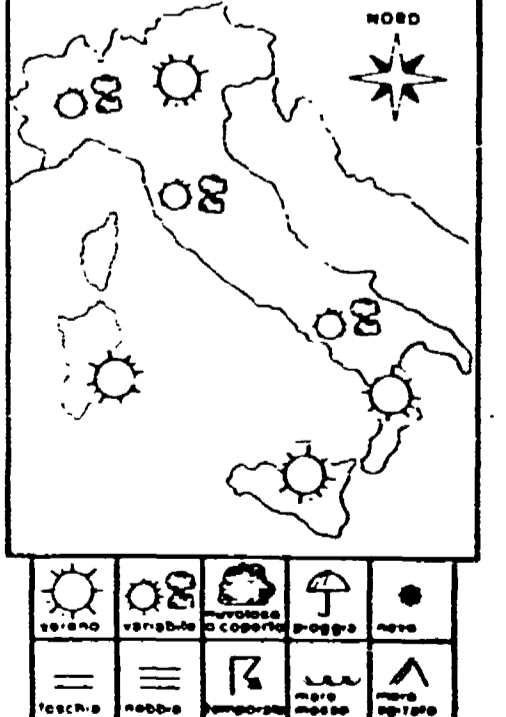 NORD
sereno
variabile
nuvoloso
o coperto
pioggia
neve
foschia
nebbia
temporale
mare
mosso
mare
agitato